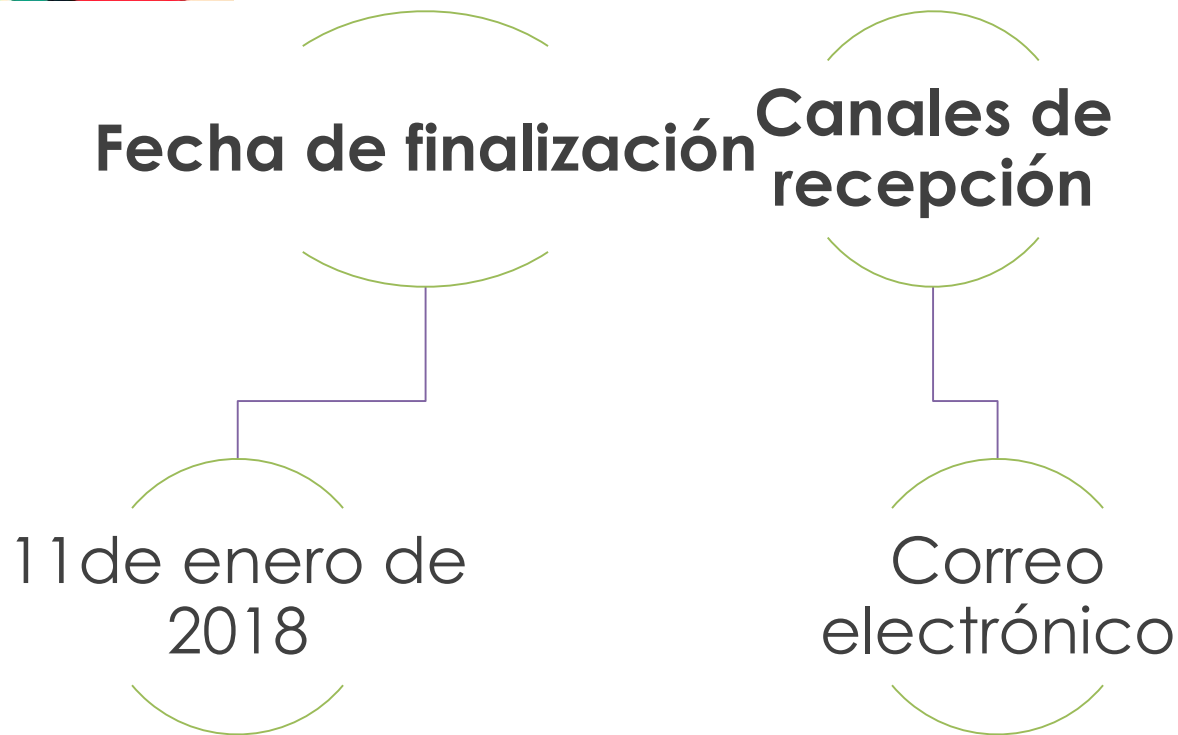 Fecha de finalización
Canales de
recepción
11de enero de
2018
Correo
electrónico